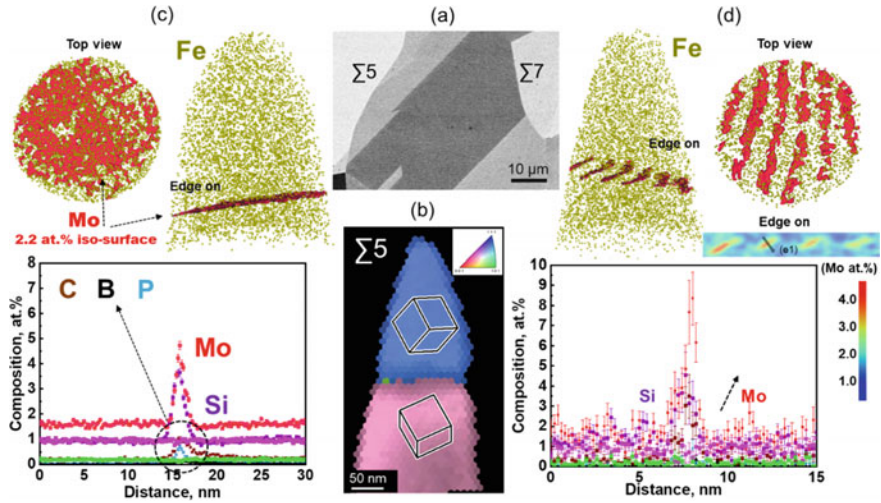 (c)
Top view
Fe
Edge on
Mo
2.2 at.% iso-surface
(a)
∑5
∑7
10 µm
(d)
Fe
Top view
Edge on
Edge on
(e1)
(Mo at.%)
4.0
3.0
2.0
1.0
Composition, at.%
8
7
6
5
4
3
2
1
0
C B P
Mo
Si
0 5 10 15 20 25 30
Distance, nm
(b)
∑5
50 nm
Composition, at.%
10
9
8
7
6
5
4
3
2
1
0
Si
Mo
0 5 10 15
Distance, nm